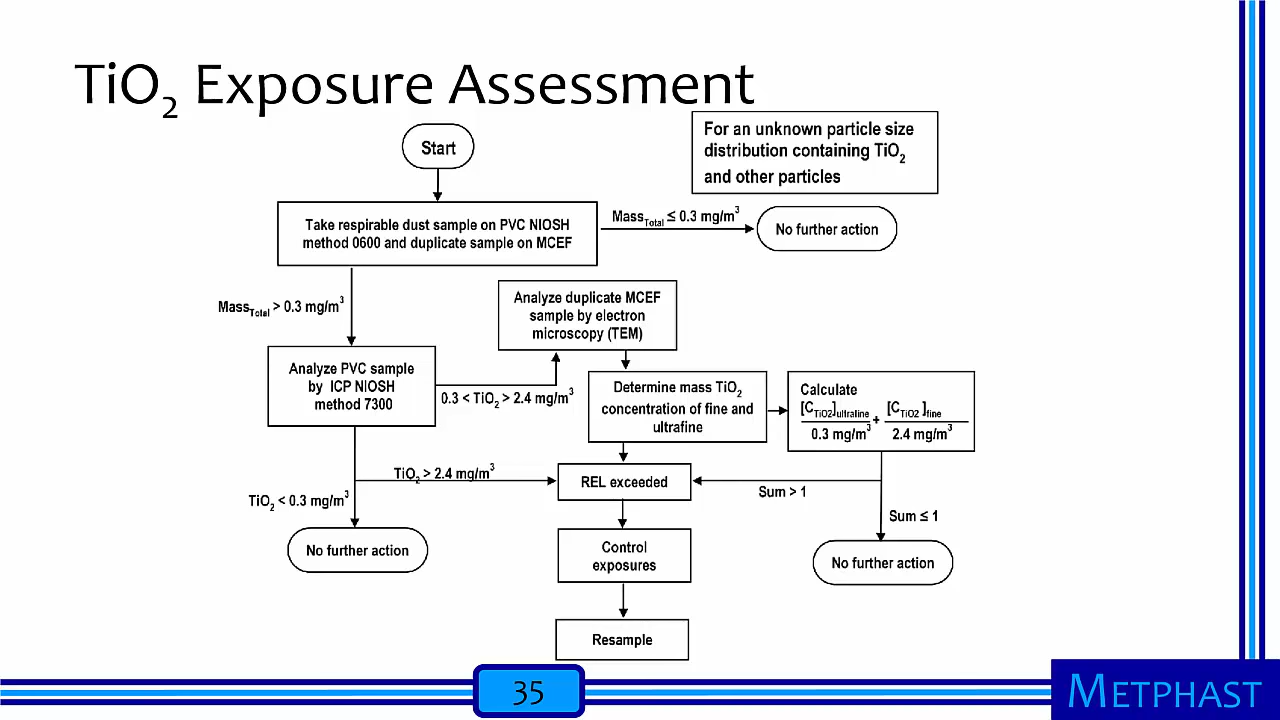 TiO₂ Exposure Assessment
For an unknown particle size
distribution containing TiO₂
and other particles
Start
Take respirable dust sample on PVC NIOSH
method 0600 and duplicate sample on MCEF
Mass_Total ≤ 0.3 mg/m³
No further action
Mass_Total > 0.3 mg/m³
Analyze duplicate MCEF
sample by electron
microscopy (TEM)
Analyze PVC sample
by ICP NIOSH
method 7300
0.3 < TiO₂ > 2.4 mg/m³
Determine mass TiO₂
concentration of fine and
ultrafine
Calculate
[C_TiO2]ultrafine + [C_TiO2]fine
0.3 mg/m³ 2.4 mg/m³
TiO₂ > 2.4 mg/m³
REL exceeded
Sum > 1
TiO₂ < 0.3 mg/m³
Sum ≤ 1
No further action
Control
exposures
No further action
Resample
35
METPHAST